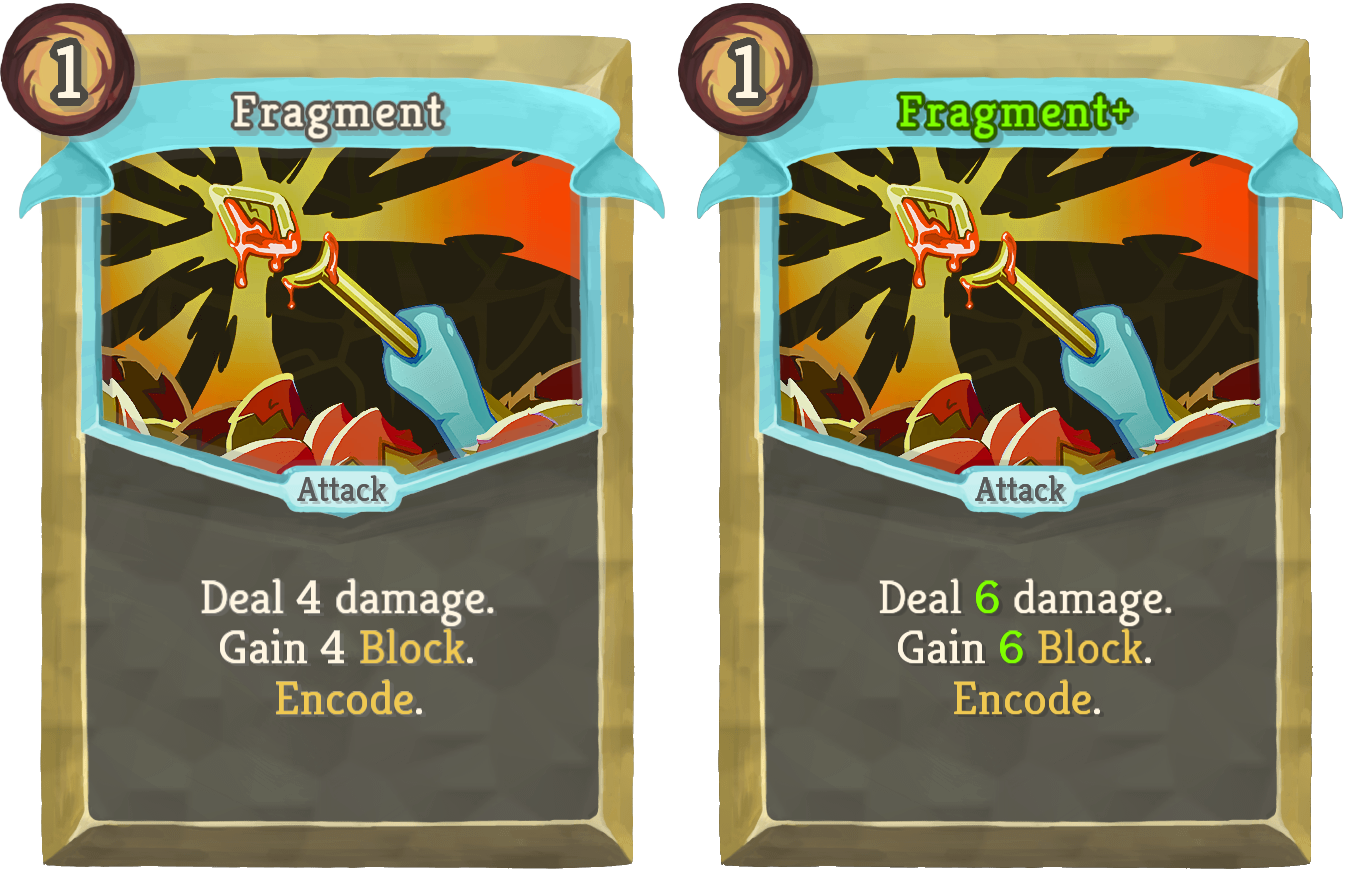 1
Fragment
Attack
Deal 4 damage.
Gain 4 Block.
Encode.
1
Fragment+
Attack
Deal 6 damage.
Gain 6 Block.
Encode.